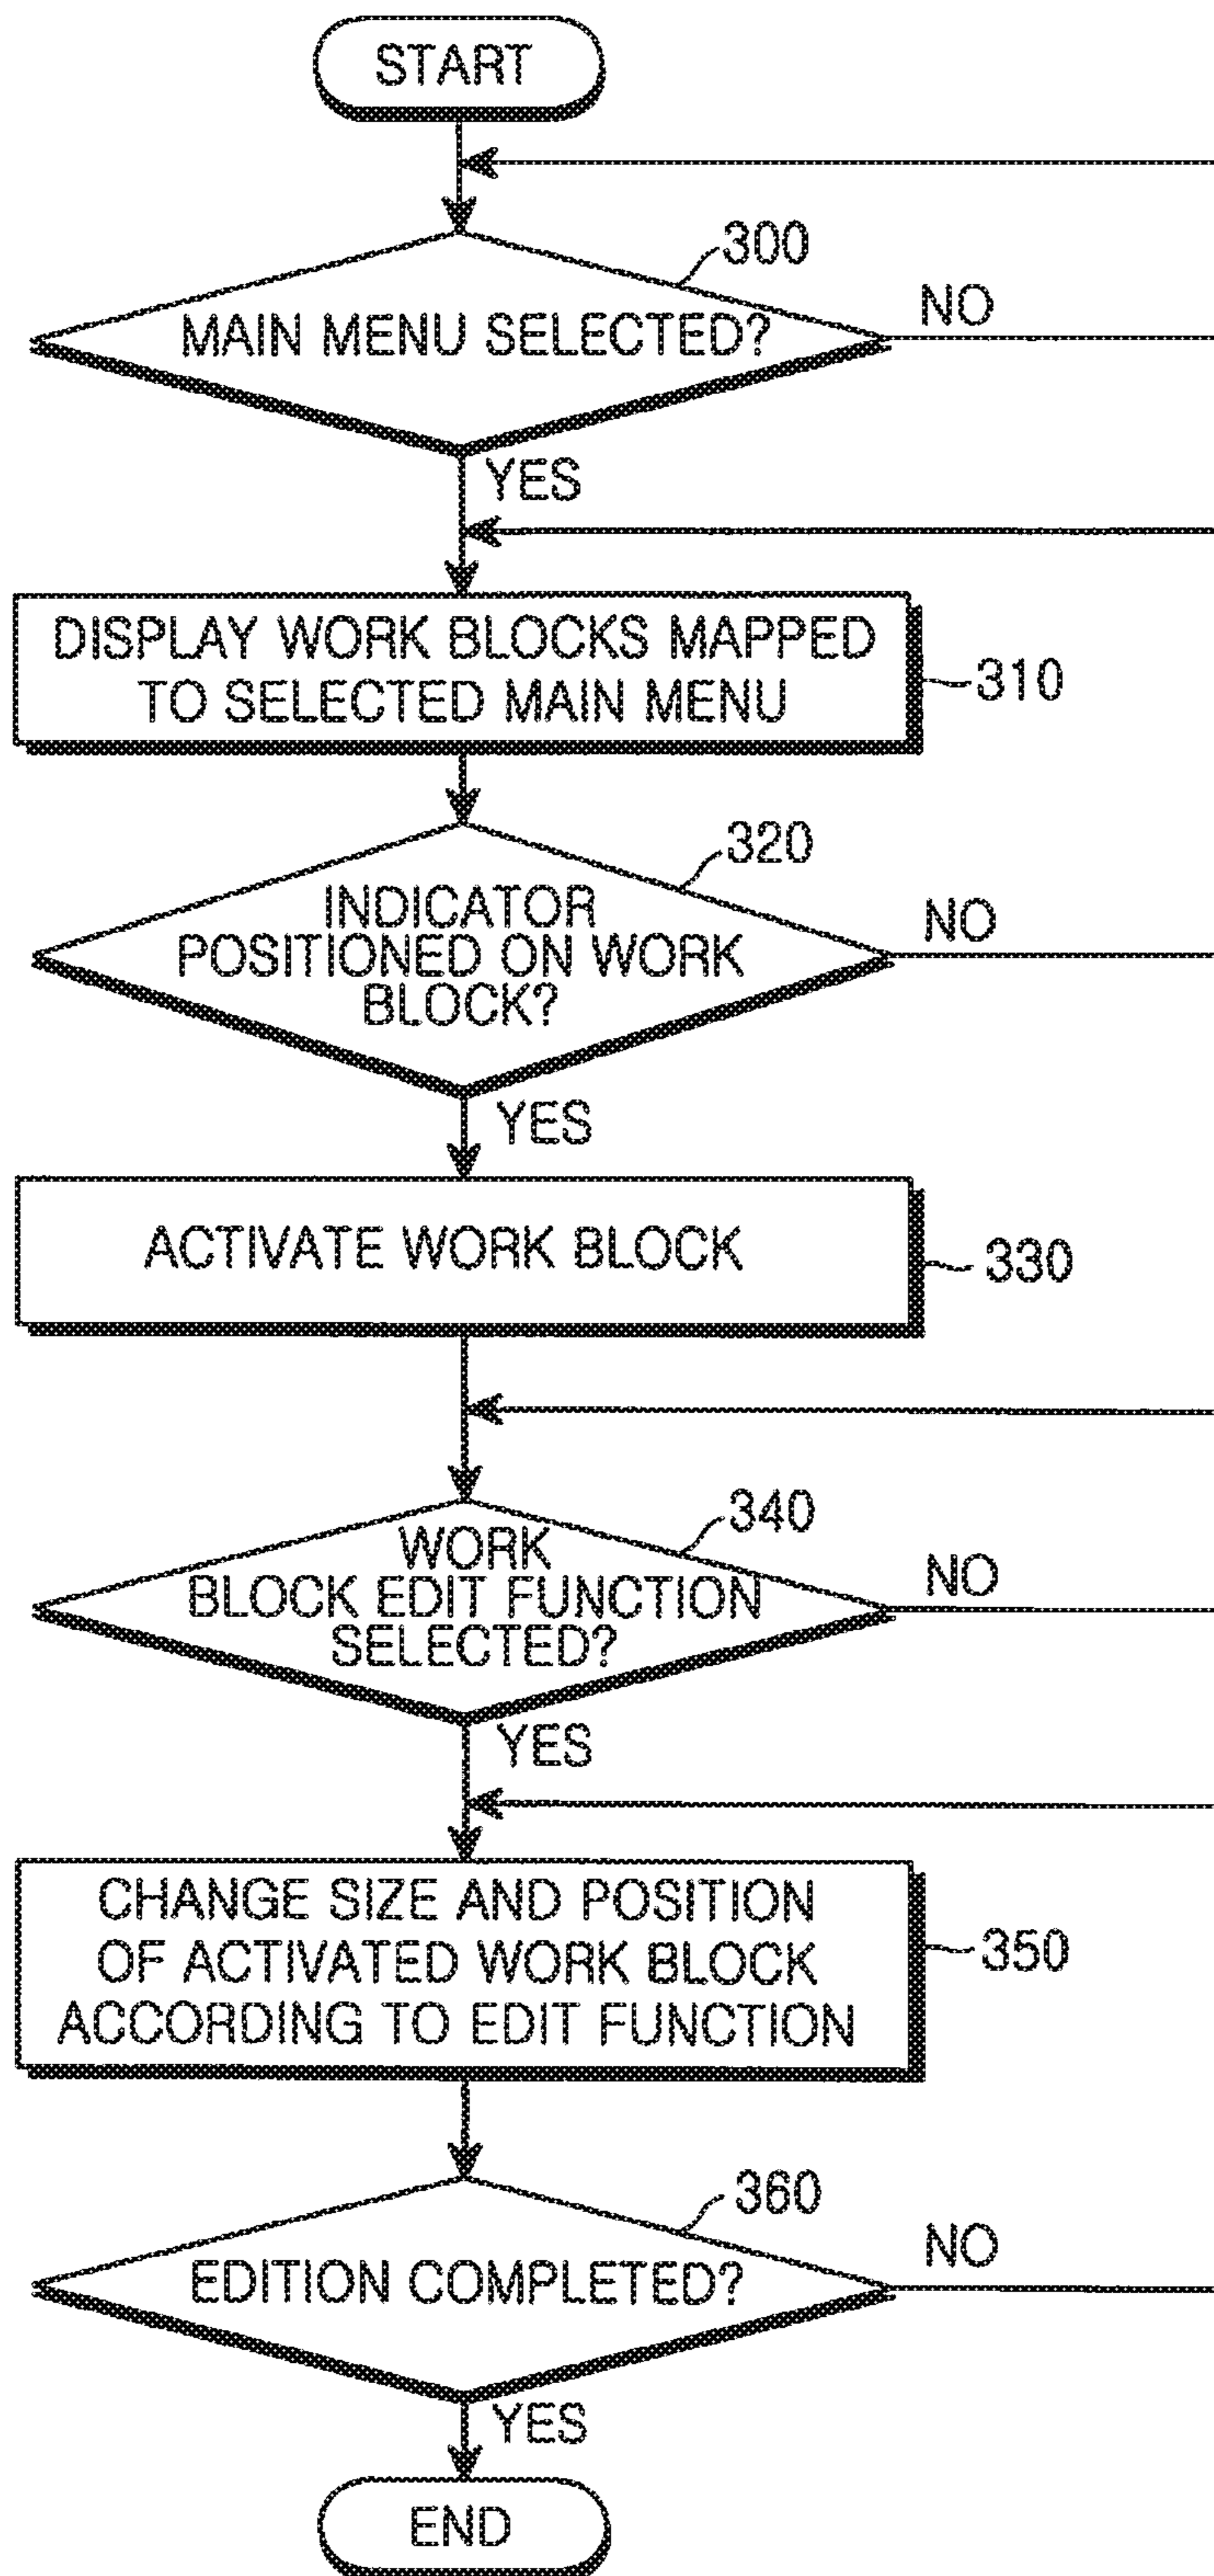 START
300
MAIN MENU SELECTED?
NO
YES
DISPLAY WORK BLOCKS MAPPED
TO SELECTED MAIN MENU
310
320
INDICATOR
POSITIONED ON WORK
BLOCK?
NO
YES
ACTIVATE WORK BLOCK
330
340
WORK
BLOCK EDIT FUNCTION
SELECTED?
NO
YES
CHANGE SIZE AND POSITION
OF ACTIVATED WORK BLOCK
ACCORDING TO EDIT FUNCTION
350
360
EDITION COMPLETED?
NO
YES
END